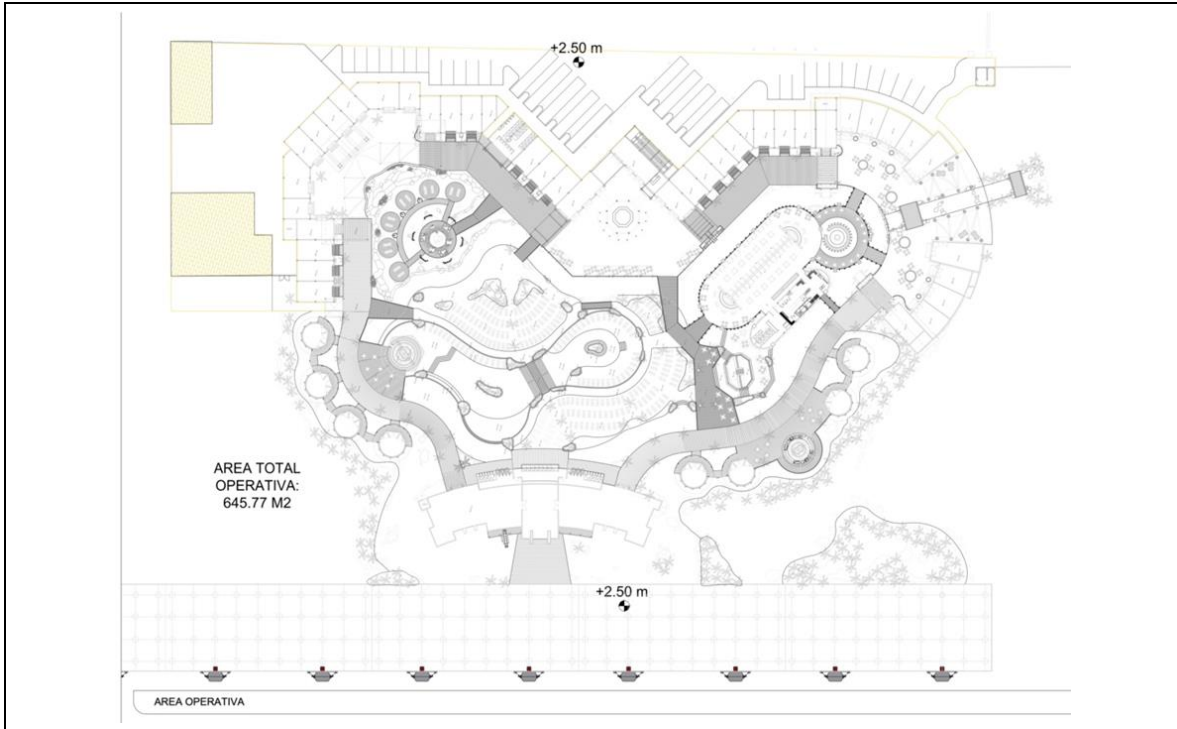 +2.50 m
AREA TOTAL
OPERATIVA:
645.77 M2
+2.50 m
AREA OPERATIVA